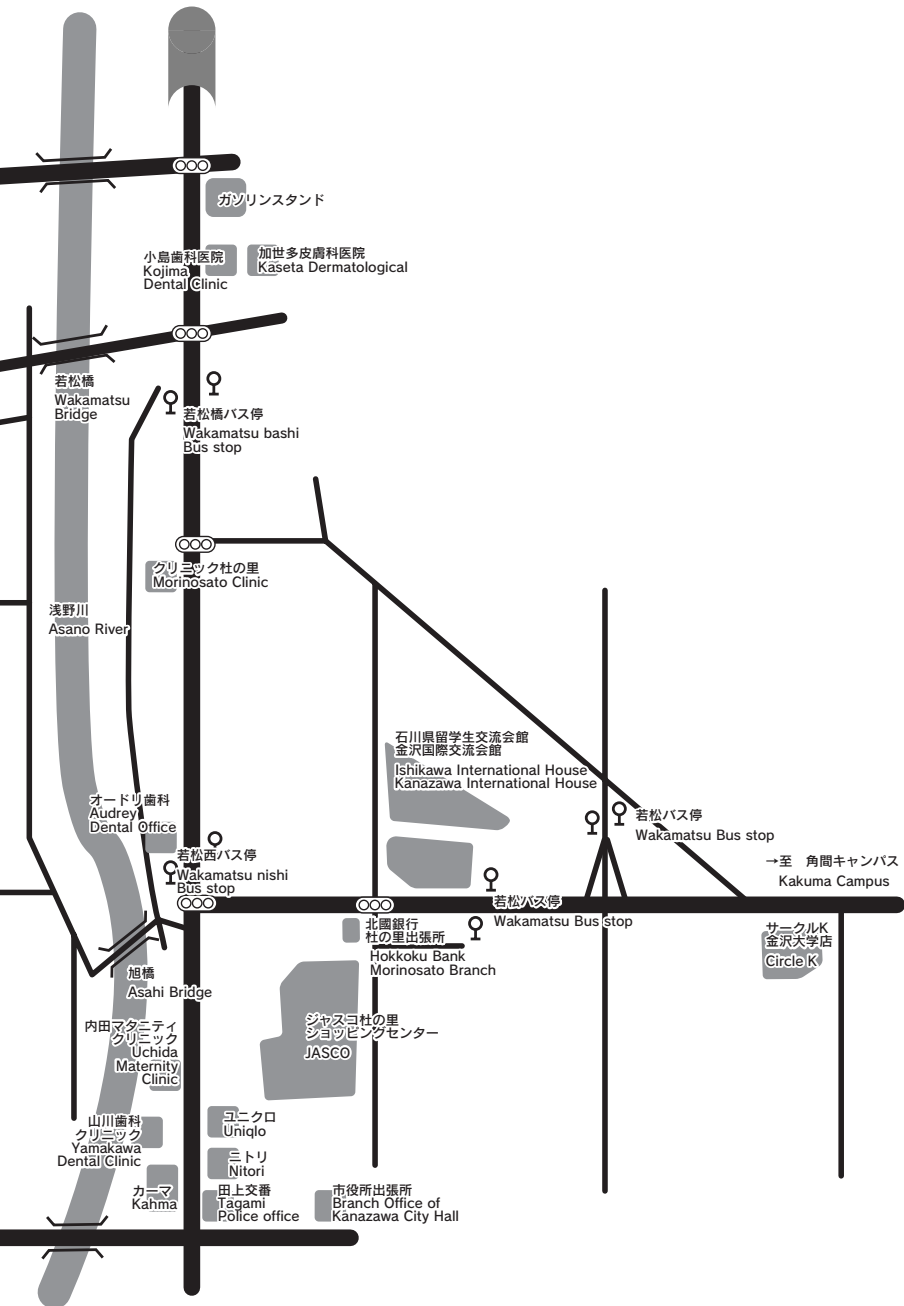 ガソリンスタンド
小島歯科医院
Kojima
Dental Clinic
加世多皮膚科医院
Kaseta Dermatological
若松橋
Wakamatsu
Bridge
若松橋バス停
Wakamatsu bashi
Bus stop
クリニック杜の里
Morinosato Clinic
浅野川
Asano River
石川県留学生交流会館
金沢国際交流会館
Ishikawa International House
Kanazawa International House
オードリ歯科
Audrey
Dental Office
若松バス停
Wakamatsu Bus stop
若松西バス停
Wakamatsu nishi
Bus stop
→至　角間キャンパス
Kakuma Campus
若松バス停
Wakamatsu Bus stop
北國銀行
杜の里出張所
Hokkoku Bank
Morinosato Branch
サークルK
金沢大学店
Circle K
旭橋
Asahi Bridge
内田マタニティ
クリニック
Uchida
Maternity
Clinic
ジャスコ杜の里
ショッピングセンター
JASCO
山川歯科
クリニック
Yamakawa
Dental Clinic
ユニクロ
Uniqlo
ニトリ
Nitori
カーマ
Kahma
田上交番
Tagami
Police office
市役所出張所
Branch Office of
Kanazawa City Hall